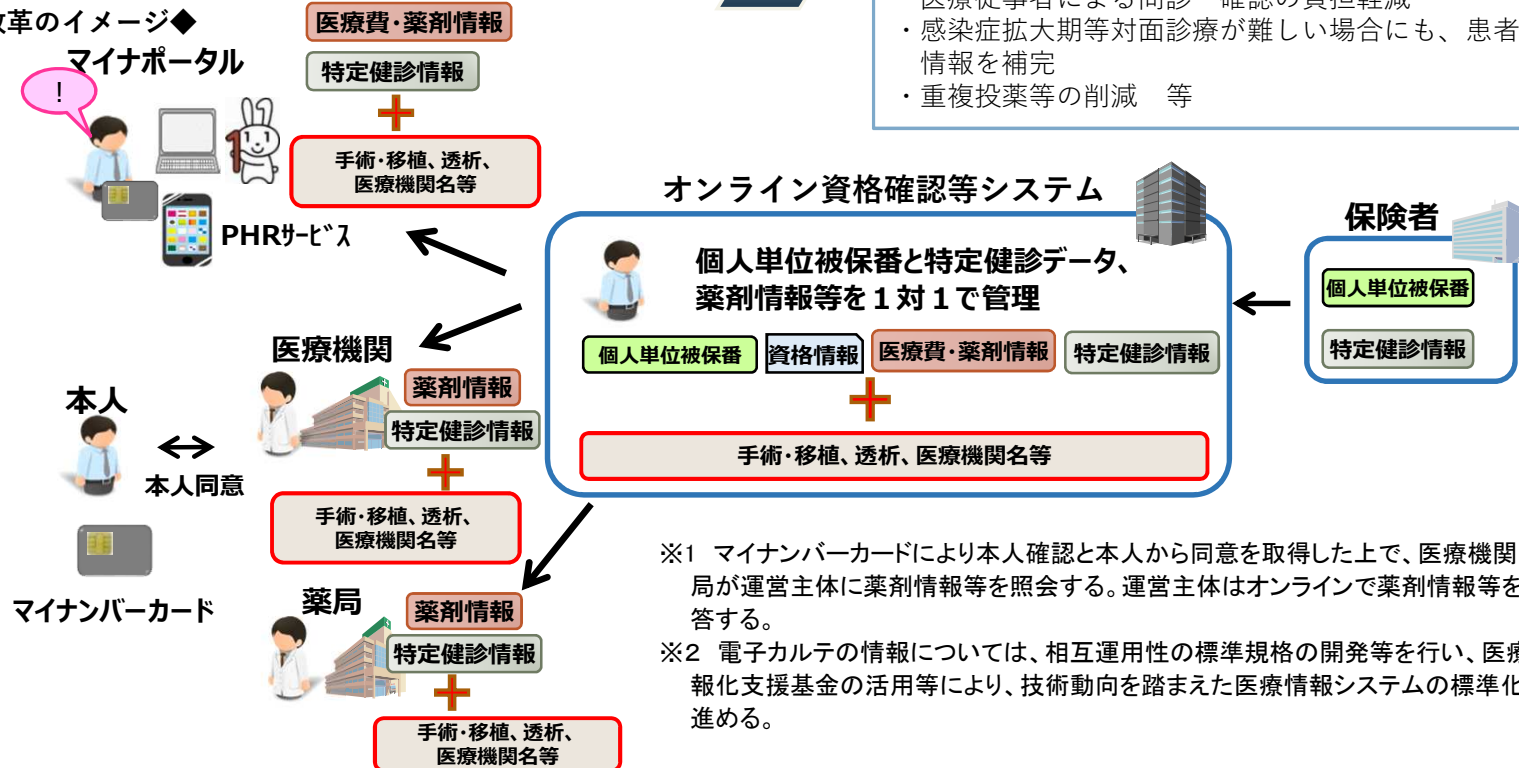 革のイメージ◆
マイナポータル
!
医療費・薬剤情報
特定健診情報
手術・移植、透析、
医療機関名等
PHRｻｰﾋﾞｽ
・感染症拡大期等対面診療が難しい場合にも、患者
情報を補完
・重複投薬等の削減　等
オンライン資格確認等システム
個人単位被保番と特定健診データ、
薬剤情報等を１対１で管理
個人単位被保番
資格情報
医療費・薬剤情報
特定健診情報
手術・移植、透析、医療機関名等
保険者
個人単位被保番
特定健診情報
医療機関
薬剤情報
特定健診情報
手術・移植、透析、
医療機関名等
本人
本人同意
マイナンバーカード
薬局
薬剤情報
特定健診情報
手術・移植、透析、
医療機関名等
※1　マイナンバーカードにより本人確認と本人から同意を取得した上で、医療機関
局が運営主体に薬剤情報等を照会する。運営主体はオンラインで薬剤情報等を
答する。
※2　電子カルテの情報については、相互運用性の標準規格の開発等を行い、医療
報化支援基金の活用等により、技術動向を踏まえた医療情報システムの標準化
進める。